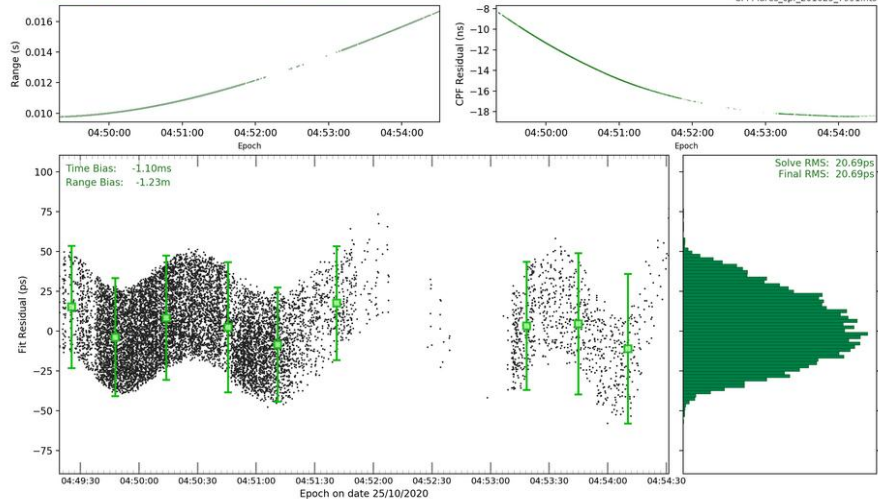 0.016
0.014
0.012
0.010
Range (s)
04:50:00 04:51:00 04:52:00 04:53:00 04:54:00
Epoch
−8
−10
−12
−14
−16
−18
CPF Residual (ns)
04:50:00 04:51:00 04:52:00 04:53:00 04:54:00
Epoch
Time Bias: -1.10ms
Range Bias: -1.23m
100
75
50
25
0
−25
−50
−75
Fit Residual (ps)
04:49:30 04:50:00 04:50:30 04:51:00 04:51:30 04:52:00 04:52:30 04:53:00 04:53:30 04:54:00 04:54:30
Epoch on date 25/10/2020
Solve RMS: 20.69ps
Final RMS: 20.69ps